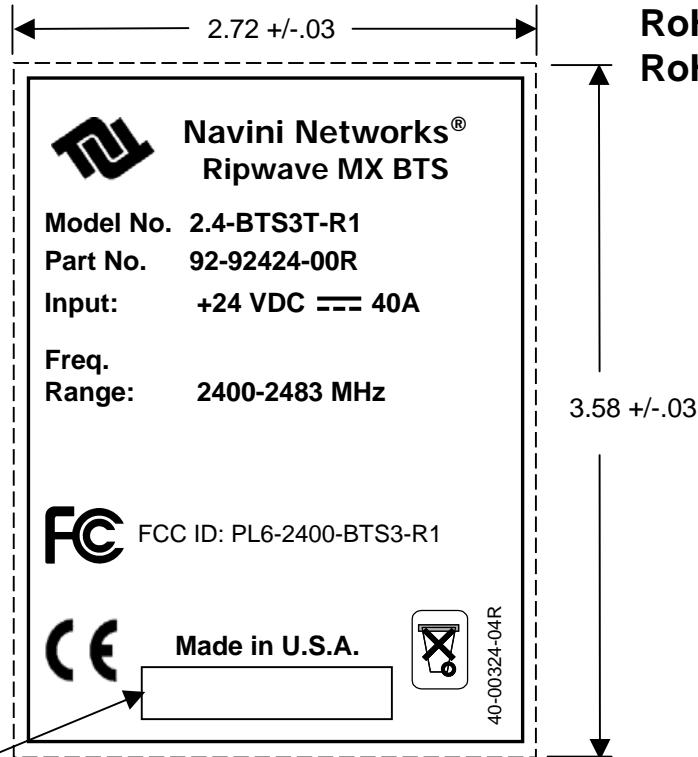 2.72 +/-.03
Navini Networks®
Ripwave MX BTS
Model No. 2.4-BTS3T-R1
Part No. 92-92424-00R
Input: +24 VDC 40A
Freq.
Range: 2400-2483 MHz
3.58 +/-.03
FC FCC ID: PL6-2400-BTS3-R1
CE
Made in U.S.A.
40-00324-04R